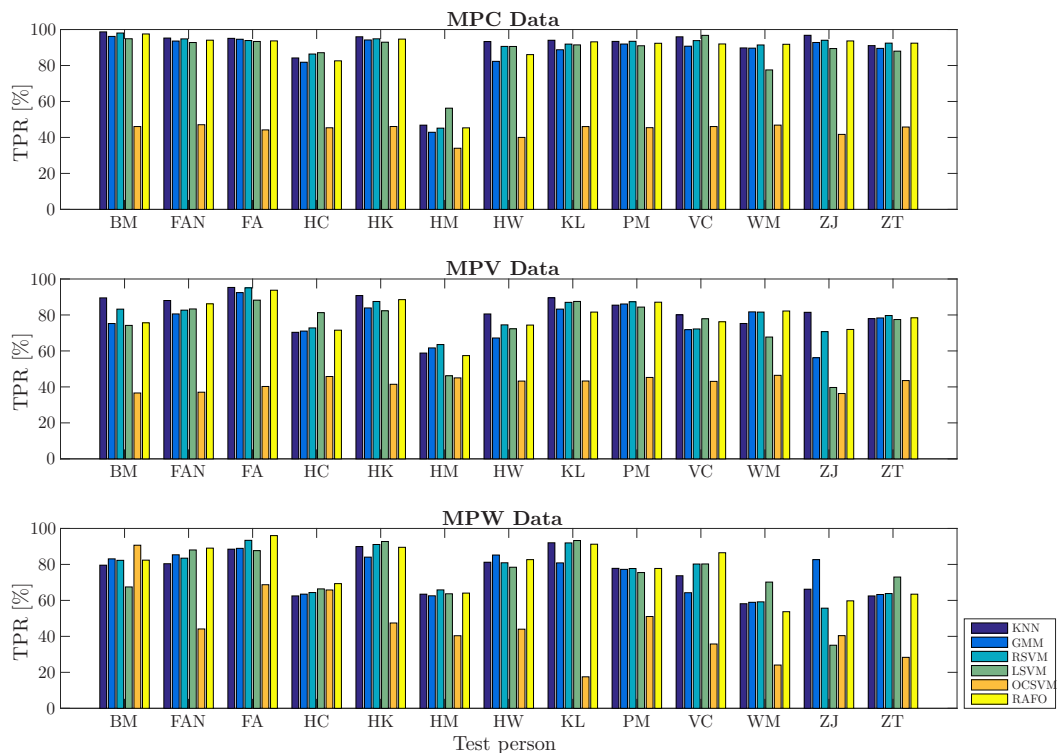 MPC Data
TPR [%]
100
80
60
40
20
0
BM FAN FA HC HK HM HW KL PM VC WM ZJ ZT
MPV Data
TPR [%]
100
80
60
40
20
0
BM FAN FA HC HK HM HW KL PM VC WM ZJ ZT
MPW Data
TPR [%]
100
80
60
40
20
0
BM FAN FA HC HK HM HW KL PM VC WM ZJ ZT
Test person
KNN
GMM
RSVM
LSVM
OCSVM
RAFO